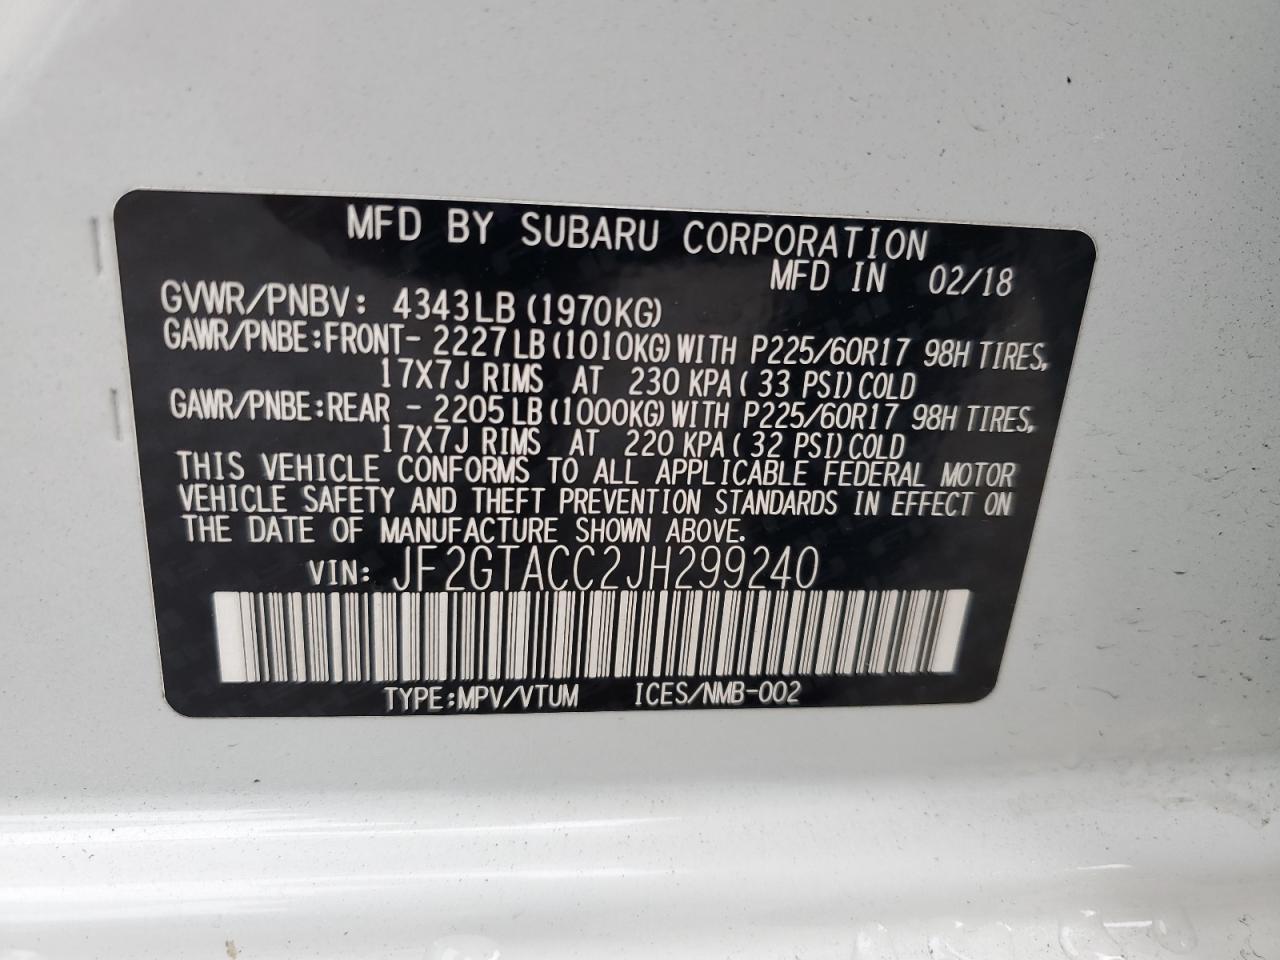 MFD BY SUBARU CORPORATION
MFD IN 02/18
GVWR/PNBV: 4343LB (1970KG)
GAWR/PNBE:FRONT- 2227LB (1010KG) WITH P225/60R17 98H TIRES,
17X7J RIMS AT 230 KPA ( 33 PSI) COLD
GAWR/PNBE:REAR - 2205LB (1000KG) WITH P225/60R17 98H TIRES,
17X7J RIMS AT 220 KPA ( 32 PSI) COLD
THIS VEHICLE CONFORMS TO ALL APPLICABLE FEDERAL MOTOR
VEHICLE SAFETY AND THEFT PREVENTION STANDARDS IN EFFECT ON
THE DATE OF MANUFACTURE SHOWN ABOVE.
VIN: JF2GTACC2JH299240
TYPE:MPV/VTUM ICES/NMB-002